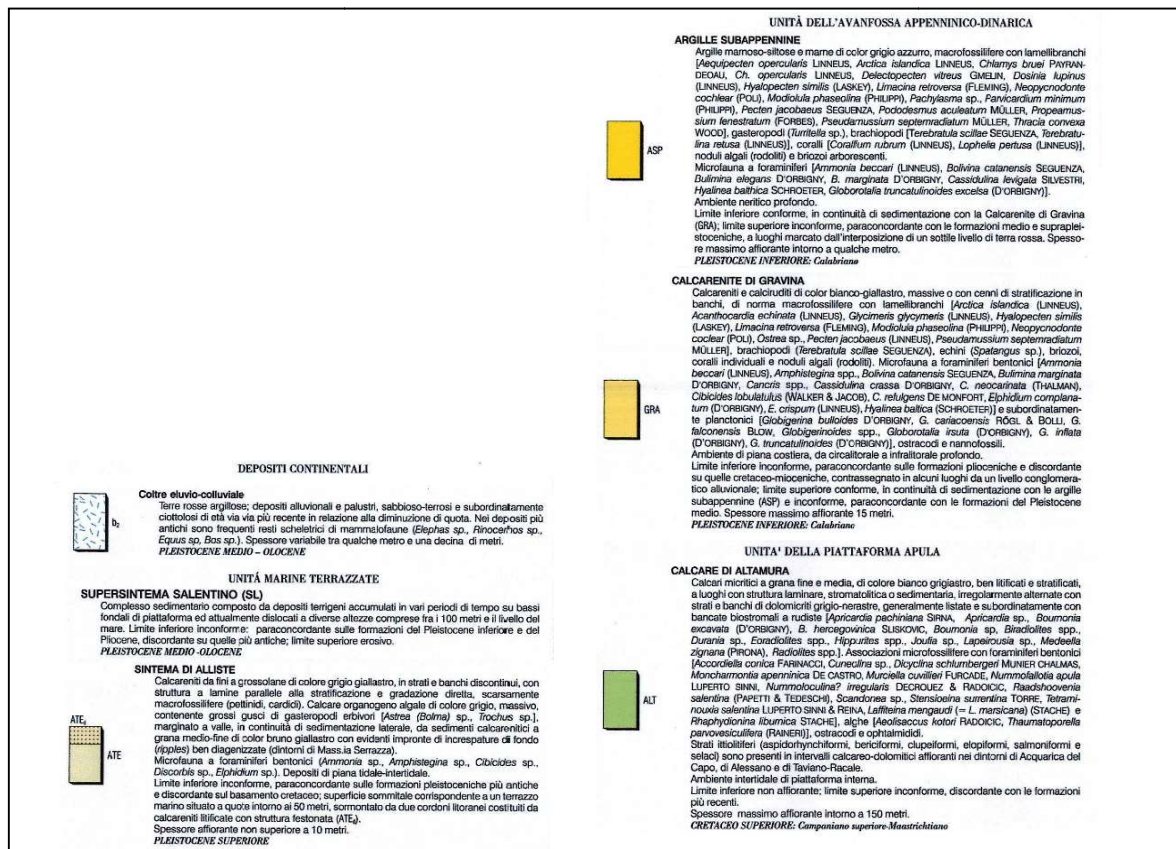 DEPOSITI CONTINENTALI
b2
Coltre eluvio-colluviale
Terre rosse argillose; depositi alluvionali e palustri, sabbioso-terrosi e subordinatamente
ciottolosi di età via via più recente in relazione alla diminuzione di quota. Nei depositi più
antichi sono frequenti resti scheletrici di mammalofaune (Elephas sp., Rinocerhos sp.,
Equus sp, Bos sp.). Spessore variabile tra qualche metro e una decina di metri.
PLEISTOCENE MEDIO – OLOCENE
UNITÁ MARINE TERRAZZATE
SUPERSINTEMA SALENTINO (SL)
Complesso sedimentario composto da depositi terrigeni accumulati in vari periodi di tempo su bassi
fondali di piattaforma ed attualmente dislocati a diverse altezze comprese fra i 100 metri e il livello del
mare. Limite inferiore inconforme: paraconcordante sulle formazioni del Pleistocene inferiore e del
Pliocene, discordante su quelle più antiche; limite superiore erosivo.
PLEISTOCENE MEDIO -OLOCENE
SINTEMA DI ALLISTE
Calcareniti da fini a grossolane di colore grigio giallastro, in strati e banchi discontinui, con
struttura a lamine parallele alla stratificazione e gradazione diretta, scarsamente
macrofossilifere (pettinidi, cardidi). Calcare organogeno algale di colore grigio, massivo,
contenente grossi gusci di gasteropodi erbivori [Astrea (Bolma) sp., Trochus sp.],
marginato a valle, in continuità di sedimentazione laterale, da sedimenti calcarenitici a
grana medio-fine di color bruno giallastro con evidenti impronte di increspature di fondo
(ripples) ben diagenizzate (dintorni di Mass.ia Serrazza).
Microfauna a foraminiferi bentonici (Ammonia sp., Amphistegina sp., Cibicides sp.,
Discorbis sp., Elphidium sp.). Depositi di piana tidale-intertidale.
Limite inferiore inconforme, paraconcordante sulle formazioni pleistoceniche più antiche
e discordante sul basamento cretaceo; superficie sommitale corrispondente a un terrazzo
marino situato a quote intorno ai 50 metri, sormontato da due cordoni litoranei costituiti da
calcareniti litificate con struttura festonata (ATEd).
Spessore affiorante non superiore a 10 metri.
PLEISTOCENE SUPERIORE
ATEd
ATE
UNITÀ DELL'AVANFOSSA APPENNINICO-DINARICA
ARGILLE SUBAPPENNINE
Argille marnoso-siltose e marne di color grigio azzurro, macrofossilifere con lamellibranchi
[Aequipecten opercularis LINNEUS, Arctica islandica LINNEUS, Chlamys bruei PAYRAN-
DEOAU, Ch. opercularis LINNEUS, Delectopecten vitreus GMELIN, Dosinia lupinus
(LINNEUS), Hyalopecten similis (LASKEY), Limacina retroversa (FLEMING), Neopycnodonte
cochlear (POLI), Modiolula phaseolina (PHILIPPI), Pachylasma sp., Parvicardium minimum
(PHILIPPI), Pecten jacobaeus SEGUENZA, Pododesmus aculeatum MÜLLER, Propeamus-
sium fenestratum (FORBES), Pseudamussium septemradiatum MÜLLER, Thracia convexa
WOOD], gasteropodi (Turritella sp.), brachiopodi [Terebratula scillae SEGUENZA, Terebratu-
lina retusa (LINNEUS)], coralli [Corallium rubrum (LINNEUS), Lophelia pertusa (LINNEUS)],
noduli algali (rodoliti) e briozoi arborescenti.
Microfauna a foraminiferi [Ammonia beccari (LINNEUS), Bolivina catanensis SEGUENZA,
Bulimina elegans D'ORBIGNY, B. marginata D'ORBIGNY, Cassidulina levigata SILVESTRI,
Hyalinea balthica SCHROETER, Globorotalia truncatulinoides excelsa (D'ORBIGNY)].
Ambiente neritico profondo.
Limite inferiore conforme, in continuità di sedimentazione con la Calcarenite di Gravina
(GRA); limite superiore inconforme, paraconcordante con le formazioni medio e supraplei-
stoceniche, a luoghi marcato dall'interposizione di un sottile livello di terra rossa. Spesso-
re massimo affiorante intorno a qualche metro.
PLEISTOCENE INFERIORE: Calabriano
ASP
CALCARENITE DI GRAVINA
Calcareniti e calciruditi di color bianco-giallastro, massive o con cenni di stratificazione in
banchi, di norma macrofossilifere con lamellibranchi [Arctica islandica (LINNEUS),
Acanthocardia echinata (LINNEUS), Glycimeris glycymeris (LINNEUS), Hyalopecten similis
(LASKEY), Limacina retroversa (FLEMING), Modiolula phaseolina (PHILIPPI), Neopycnodonte
coclear (POLI), Ostrea sp., Pecten jacobaeus (LINNEUS), Pseudamussium septemradiatum
MÜLLER], brachiopodi (Terebratula scillae SEGUENZA), echini (Spatangus sp.), briozoi,
coralli individuali e noduli algali (rodoliti). Microfauna a foraminiferi bentonici [Ammonia
beccari (LINNEUS), Amphistegina spp., Bolivina catanensis SEGUENZA, Bulimina marginata
D'ORBIGNY, Cancris spp., Cassidulina crassa D'ORBIGNY, C. neocarinata (THALMAN),
Cibicides lobulatulus (WALKER & JACOB), C. refulgens DE MONFORT, Elphidium complana-
tum (D'ORBIGNY), E. crispum (LINNEUS), Hyalinea baltica (SCHROETER)] e subordinatamen-
te planctonici [Globigerina bulloides D'ORBIGNY, G. cariacoensis RÖGL & BOLLI, G.
falconensis BLOW, Globigerinoides spp., Globorotalia irsuta (D'ORBIGNY), G. inflata
(D'ORBIGNY), G. truncatulinoides (D'ORBIGNY)], ostracodi e nannofossili.
Ambiente di piana costiera, da circalitorale a infralitorale profondo.
Limite inferiore inconforme, paraconcordante sulle formazioni plioceniche e discordante
su quelle cretaceo-mioceniche, contrassegnato in alcuni luoghi da un livello conglomera-
tico alluvionale; limite superiore conforme, in continuità di sedimentazione con le argille
subappennine (ASP) e inconforme, paraconcordante con le formazioni del Pleistocene
medio. Spessore massimo affiorante 15 metri.
PLEISTOCENE INFERIORE: Calabriano
GRA
UNITA' DELLA PIATTAFORMA APULA
CALCARE DI ALTAMURA
Calcari micritici a grana fine e media, di colore bianco grigiastro, ben litificati e stratificati,
a luoghi con struttura laminare, stromatolitica o sedimentaria, irregolarmente alternate con
strati e banchi di dolomicriti grigio-nerastre, generalmente listate e subordinatamente con
bancate biostromali a rudiste [Apricardia pachiniana SIRNA, Apricardia sp., Bournonia
excavata (D'ORBIGNY), B. hercegovinica SLISKOVIC, Bournonia sp, Biradiolites spp.,
Durania sp., Eoradiolites spp., Hippurites spp., Joufia sp., Lapeirousia sp., Medeella
zignana (PIRONA), Radiolites spp.]. Associazioni microfossilifere con foraminiferi bentonici
[Accordiella conica FARINACCI, Cuneolina sp., Dicyclina schlumbergeri MUNIER CHALMAS,
Moncharmontia apenninica DE CASTRO, Murciella cuvillieri FURCADE, Nummofallotia apula
LUPERTO SINNI, Nummoloculina? irregularis DECROUEZ & RADOICIC, Raadshoovenia
salentina (PAPETTI & TEDESCHI), Stensioeina surrentina TORRE, Tetrami-
nouxia salentina LUPERTO SINNI & REINA, Laffiteina mengaudi (= L. marsicana) (STACHE) e
Rhaphydionina liburnica STACHE], alghe [Aeolisaccus kotori RADOICIC, Thaumatoporella
parvovesiculifera (RAINERI)], ostracodi e ophtalmididi.
Strati ittiolitiferi (aspidorhynchiformi, bericiformi, clupeiformi, elopiformi, salmoniformi e
selaci) sono presenti in intervalli calcareo-dolomitici affioranti nei dintorni di Acquarica del
Capo, di Alessano e di Taviano-Racale.
Ambiente intertidale di piattaforma interna.
Limite inferiore non affiorante; limite superiore inconforme, discordante con le formazioni
più recenti.
Spessore massimo affiorante intorno a 150 metri.
CRETACEO SUPERIORE: Campaniano superiore-Maastrichtiano
ALT